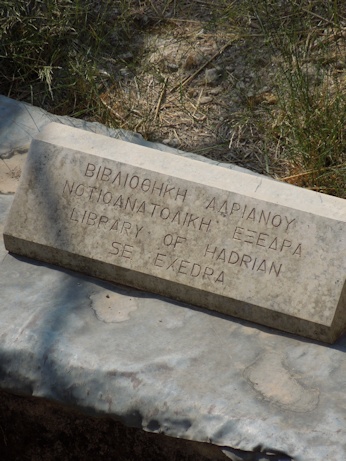 ΒΙΒΛΙΟΘΗΚΗ ΑΔΡΙΑΝΟΥ
ΝΟΤΙΟΑΝΑΤΟΛΙΚΗ ΕΞΕΔΡΑ
LIBRARY OF HADRIAN
SE EXEDRA